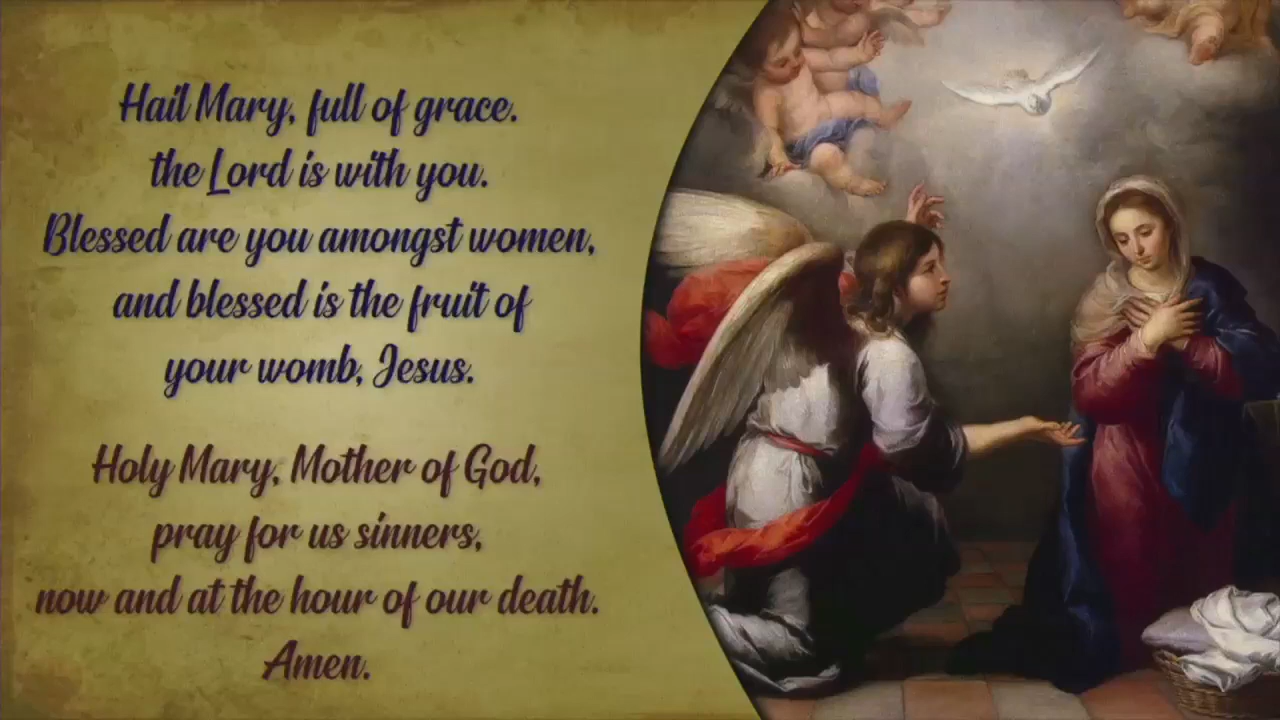 Hail Mary, full of grace.
the Lord is with you.
Blessed are you amongst women,
and blessed is the fruit of
your womb, Jesus.
Holy Mary, Mother of God,
pray for us sinners,
now and at the hour of our death.
Amen.